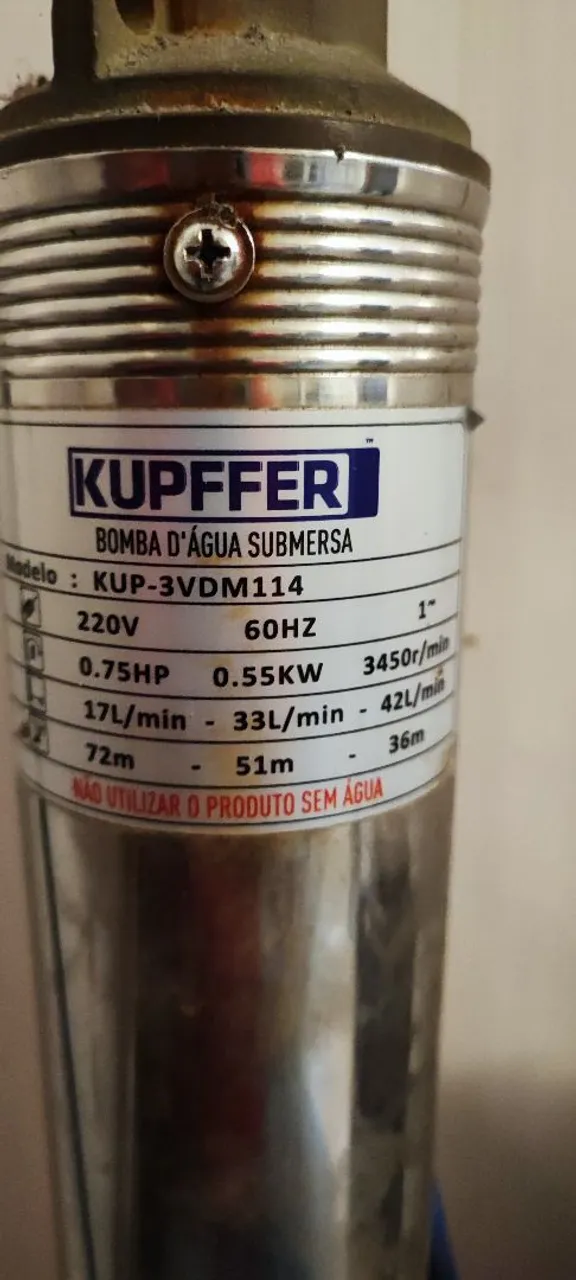 KUPFFER ™
BOMBA D'ÁGUA SUBMERSA
Modelo : KUP-3VDM114
220V 60HZ 1~
0.75HP 0.55KW 3450r/min
17L/min - 33L/min - 42L/min
72m - 51m - 36m
NÃO UTILIZAR O PRODUTO SEM ÁGUA